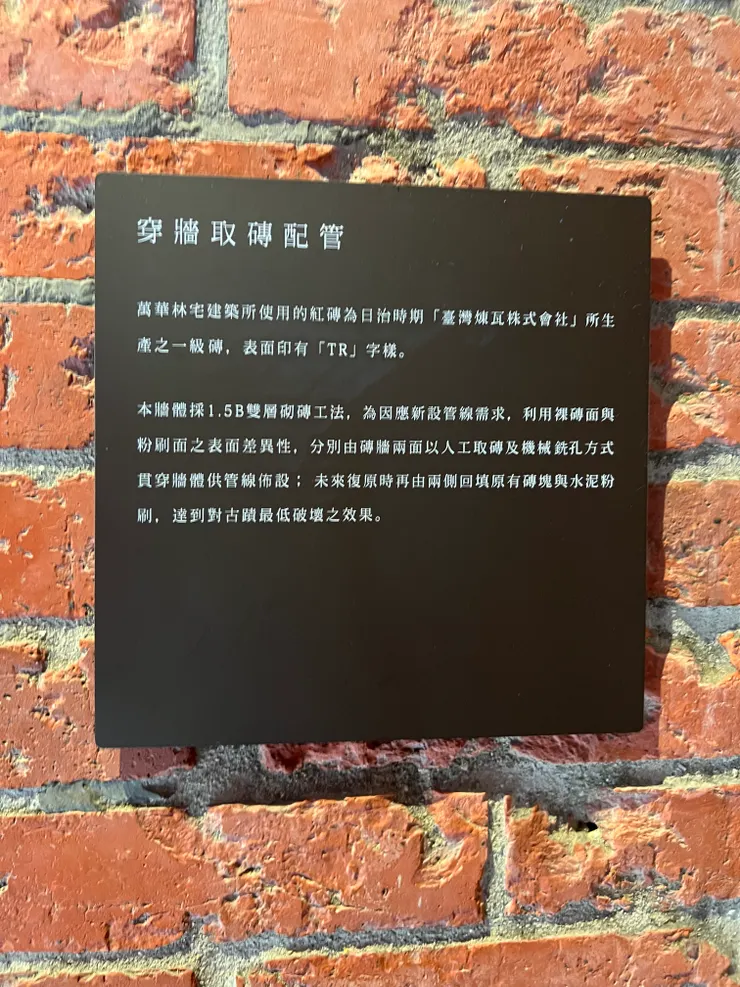 穿牆取磚配管
萬華林宅建築所使用的紅磚為日治時期「臺灣煉瓦株式會社」所生
產之一級磚，表面印有「TR」字樣。
本牆體採1.5B雙層砌磚工法，為因應新設管線需求，利用裸磚面與
粉刷面之表面差異性，分別由磚牆兩面以人工取磚及機械銑孔方式
貫穿牆體供管線佈設；未來復原時再由兩側回填原有磚塊與水泥粉
刷，達到對古蹟最低破壞之效果。